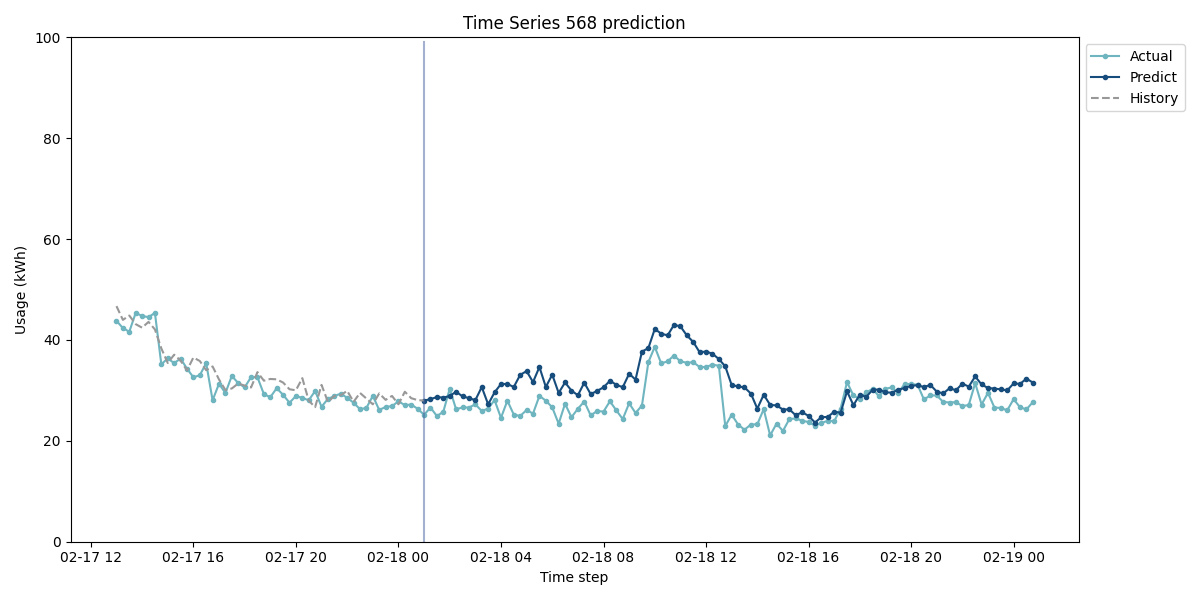 Time Series 568 prediction
100
80
60
40
20
0
Usage (kWh)
02-17 12 02-17 16 02-17 20 02-18 00 02-18 04 02-18 08 02-18 12 02-18 16 02-18 20 02-19 00
Time step
Actual
Predict
History